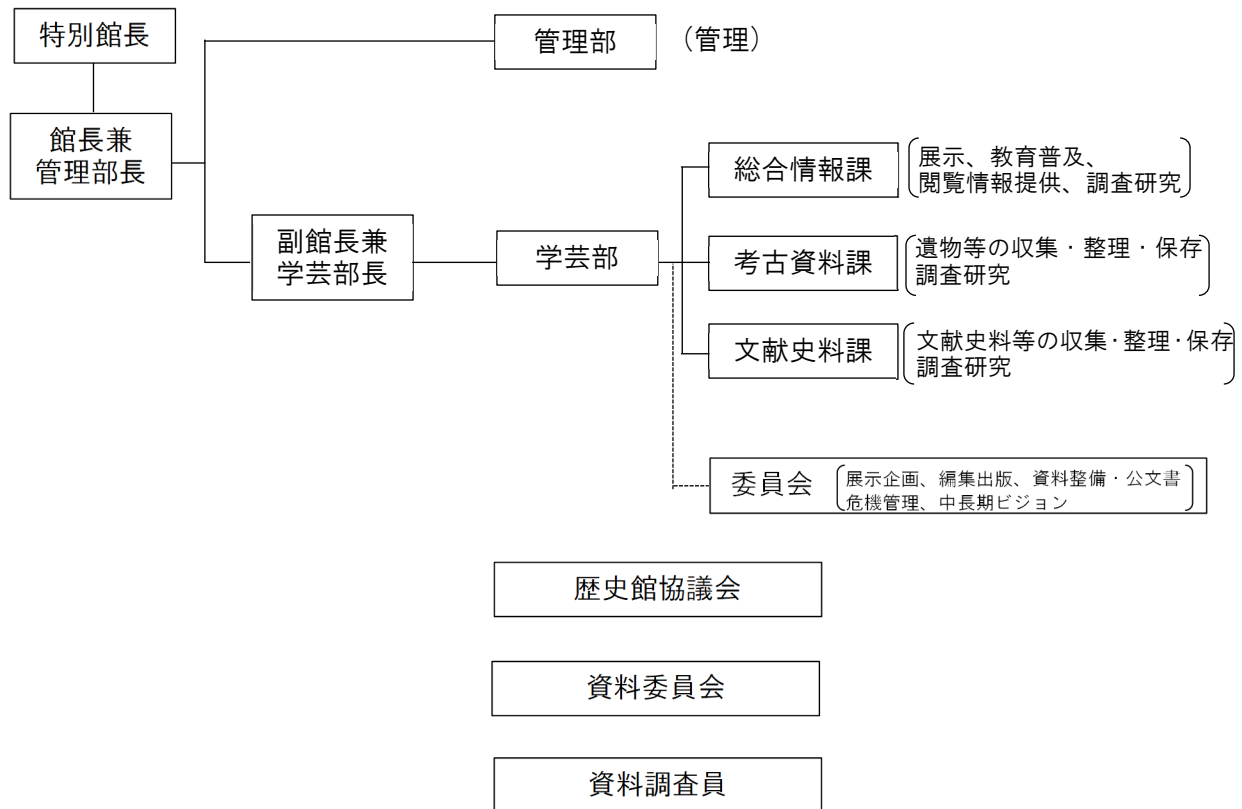 特別館長
管理部 (管理)
館長兼
管理部長
総合情報課 展示、教育普及、
閲覧情報提供、調査研究
副館長兼
学芸部長
学芸部
考古資料課 遺物等の収集・整理・保存
調査研究
文献史料課 文献史料等の収集・整理・保存
調査研究
委員会 展示企画、編集出版、資料整備・公文書
危機管理、中長期ビジョン
歴史館協議会
資料委員会
資料調査員